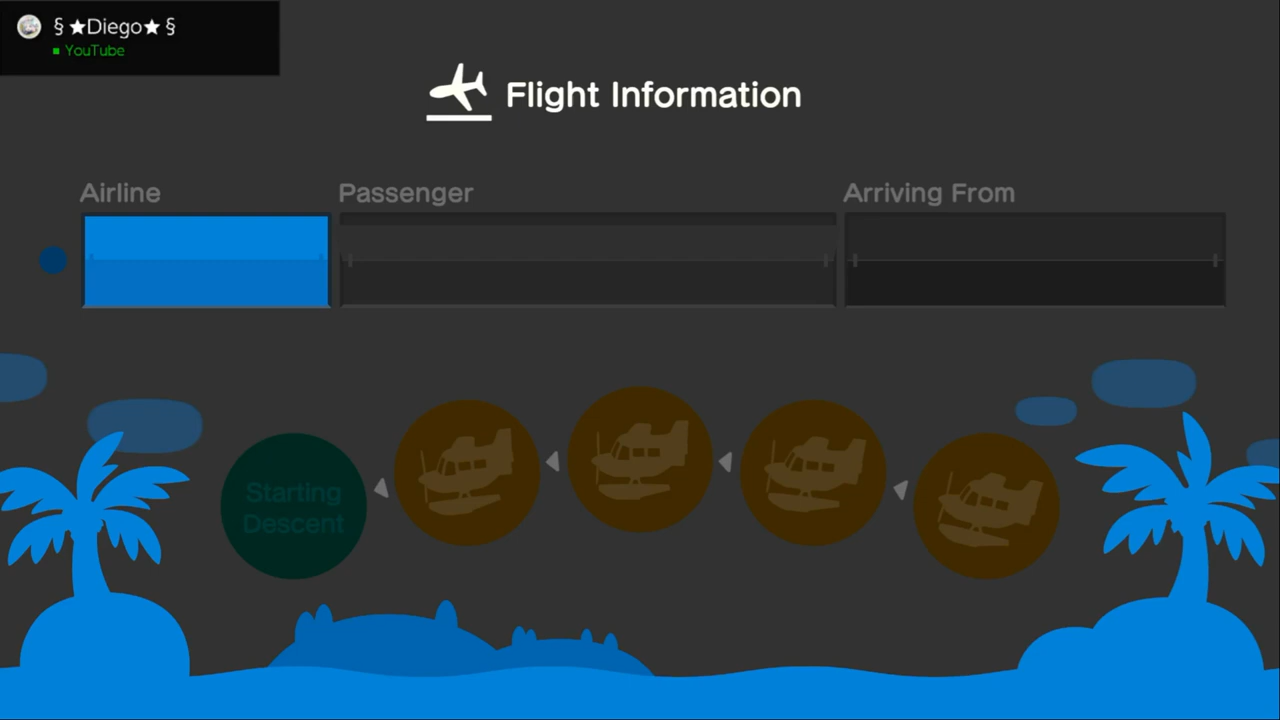 § ★Diego★ §
YouTube
Flight Information
Airline
Passenger
Arriving From
Starting
Descent